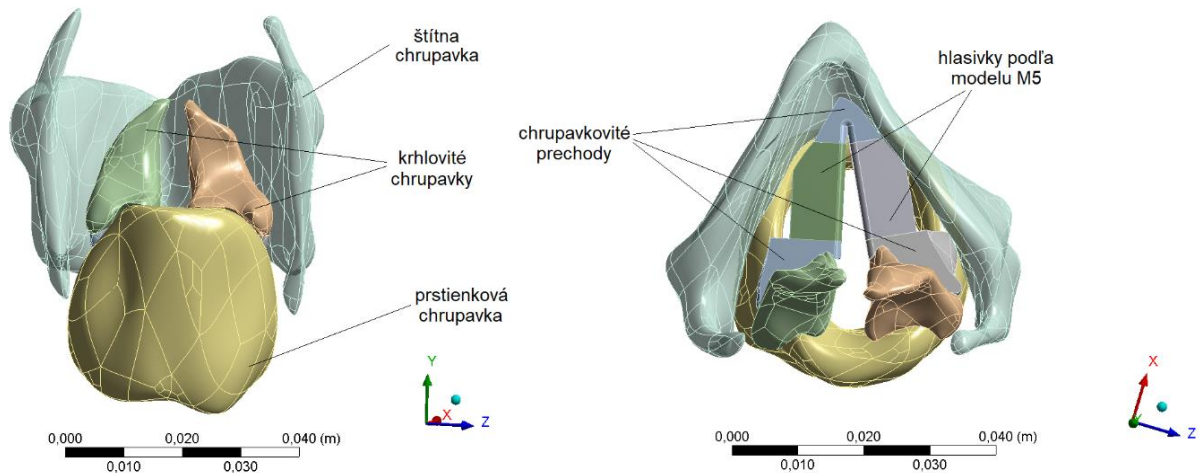 štítna
chrupavka
krhlovité
chrupavky
prstienková
chrupavka
Y
X
Z
0,000
0,020
0,040 (m)
0,010
0,030
hlasivky podľa
modelu M5
chrupavkovité
prechody
X
Y
Z
0,000
0,020
0,040 (m)
0,010
0,030